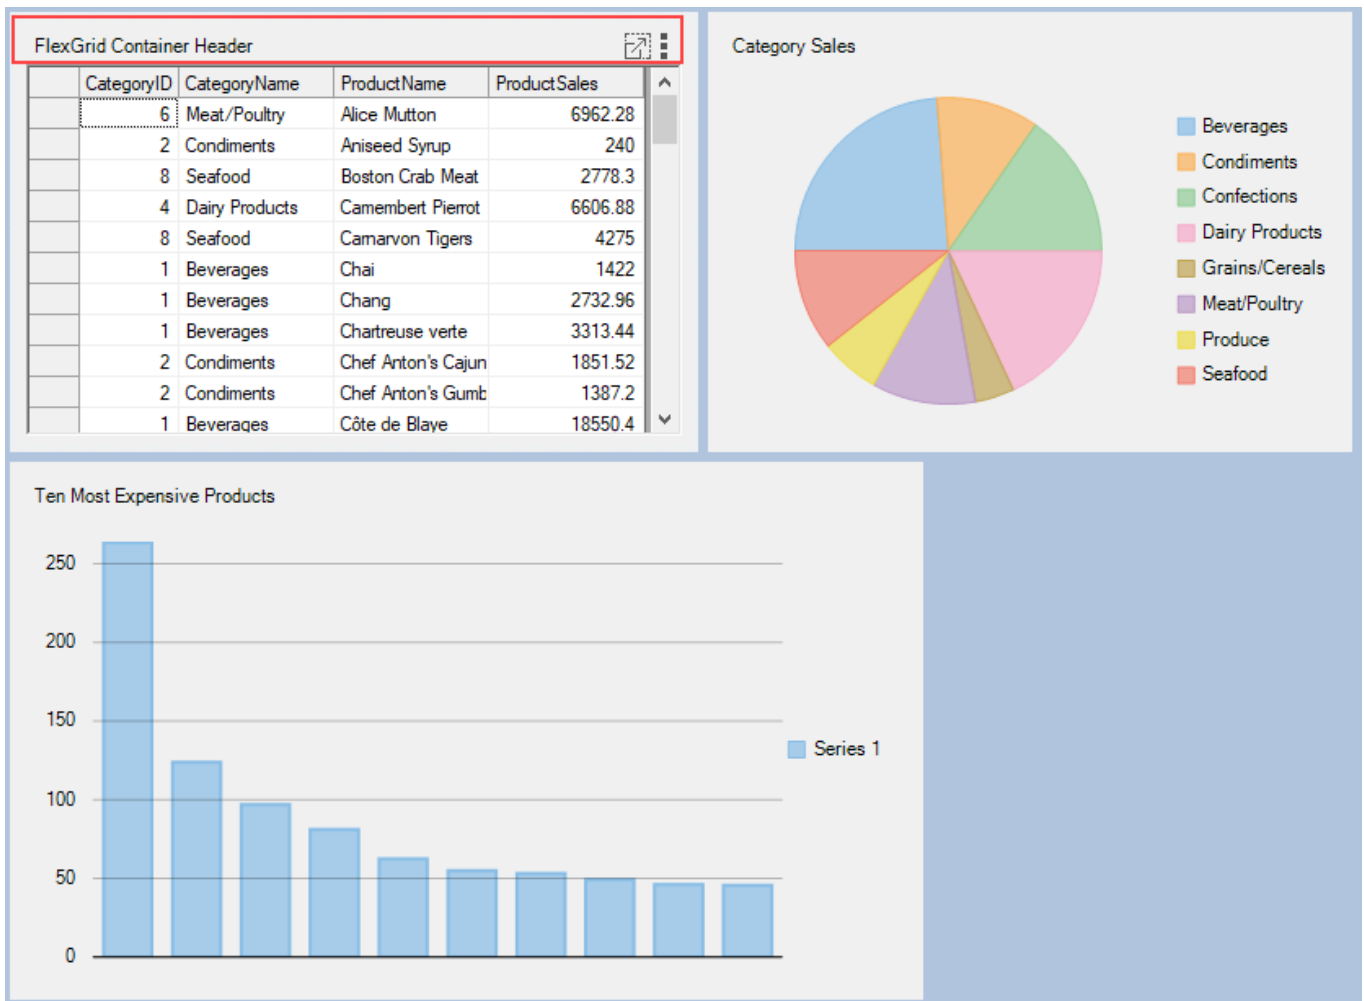 FlexGrid Container Header
CategoryID CategoryName ProductName ProductSales
6 Meat/Poultry Alice Mutton 6962.28
2 Condiments Aniseed Syrup 240
8 Seafood Boston Crab Meat 2778.3
4 Dairy Products Camembert Pierrot 6606.88
8 Seafood Carnarvon Tigers 4275
1 Beverages Chai 1422
1 Beverages Chang 2732.96
1 Beverages Chartreuse verte 3313.44
2 Condiments Chef Anton's Cajun 1851.52
2 Condiments Chef Anton's Gumb 1387.2
1 Beverages Côte de Blaye 18550.4
Category Sales
Beverages
Condiments
Confections
Dairy Products
Grains/Cereals
Meat/Poultry
Produce
Seafood
Ten Most Expensive Products
250
200
150
100
50
0
Series 1